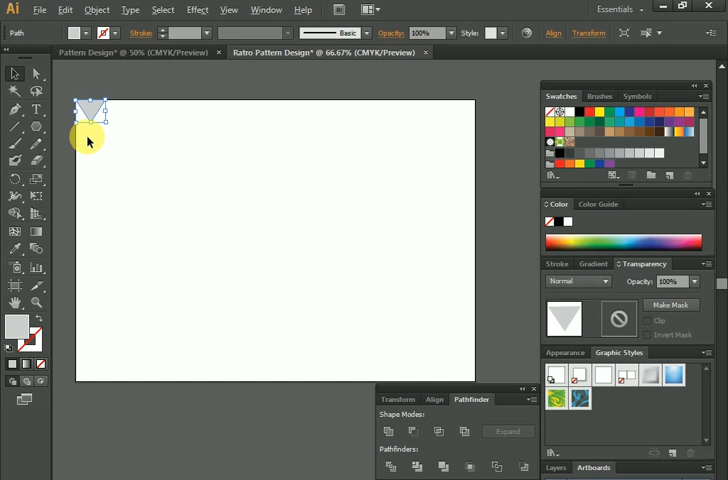 Ai File Edit Object Type Select Effect View Window Help Br Essentials
Path Stroke: Basic Opacity: 100% Style: Align Transform
Pattern Design* @ 50% (CMYK/Preview) × Ratro Pattern Design* @ 66.67% (CMYK/Preview) ×
Swatches Brushes Symbols
Color Color Guide
Stroke Gradient Transparency
Normal Opacity: 100%
Make Mask
Clip
Invert Mask
Appearance Graphic Styles
Transform Align Pathfinder
Shape Modes:
Expand
Pathfinders:
Layers Artboards